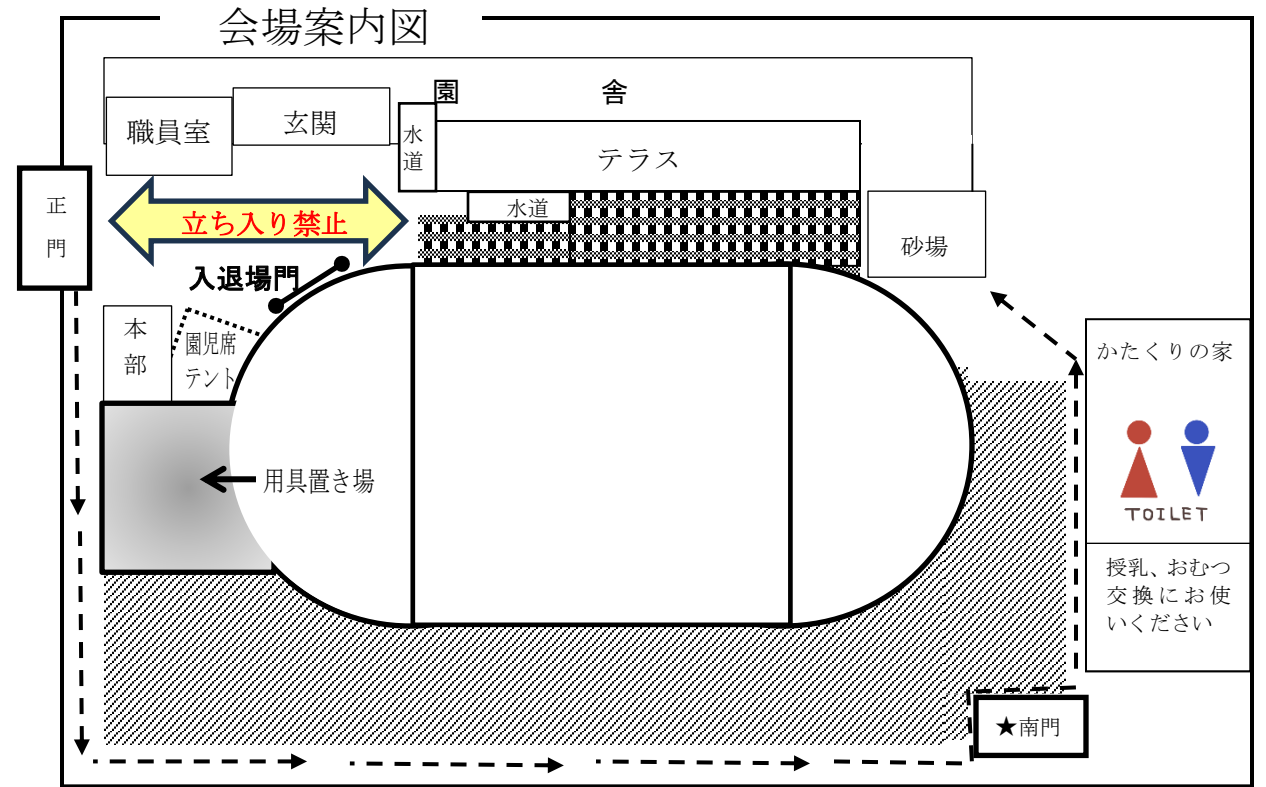 会場案内図
園舎
職員室
玄関
水道
テラス
正門
水道
立ち入り禁止
砂場
入退場門
本部
園児席
テント
かたくりの家
用具置き場
TOILET
授乳、おむつ
交換にお使
いください
★南門